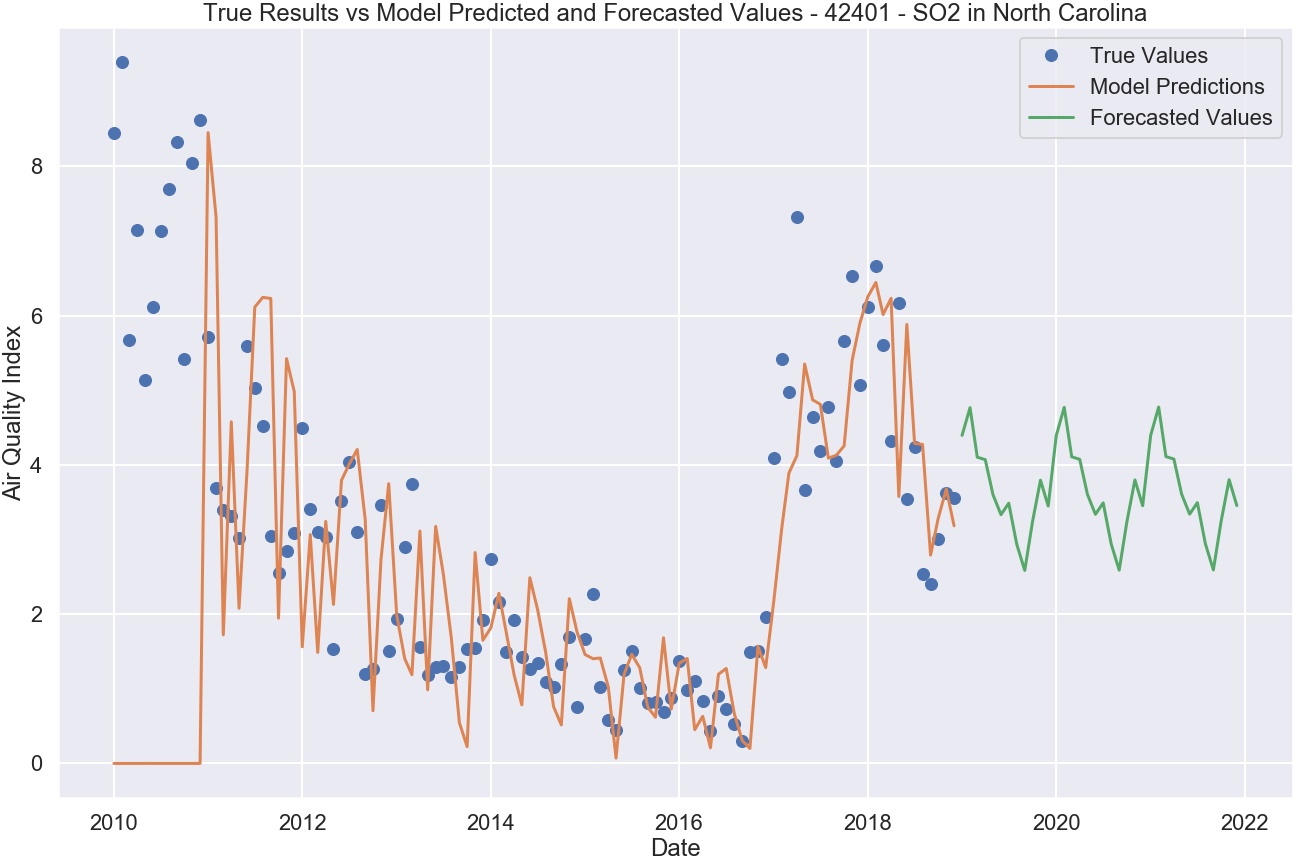 True Results vs Model Predicted and Forecasted Values - 42401 - SO2 in North Carolina
True Values
Model Predictions
Forecasted Values
Air Quality Index
8
6
4
2
0
2010 2012 2014 2016 2018 2020 2022
Date